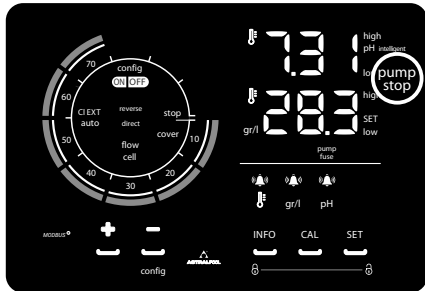 config
ON OFF
reverse
direct
flow
cell
CI EXT
auto
stop
cover
70
60
50
40
30
20
10
7.31
high
pH intelligent
low
pump
stop
28.3
high
SET
low
gr/l
pump
fuse
gr/l pH
INFO CAL SET
MODBUS
+ -
config
ASTRALPOOL